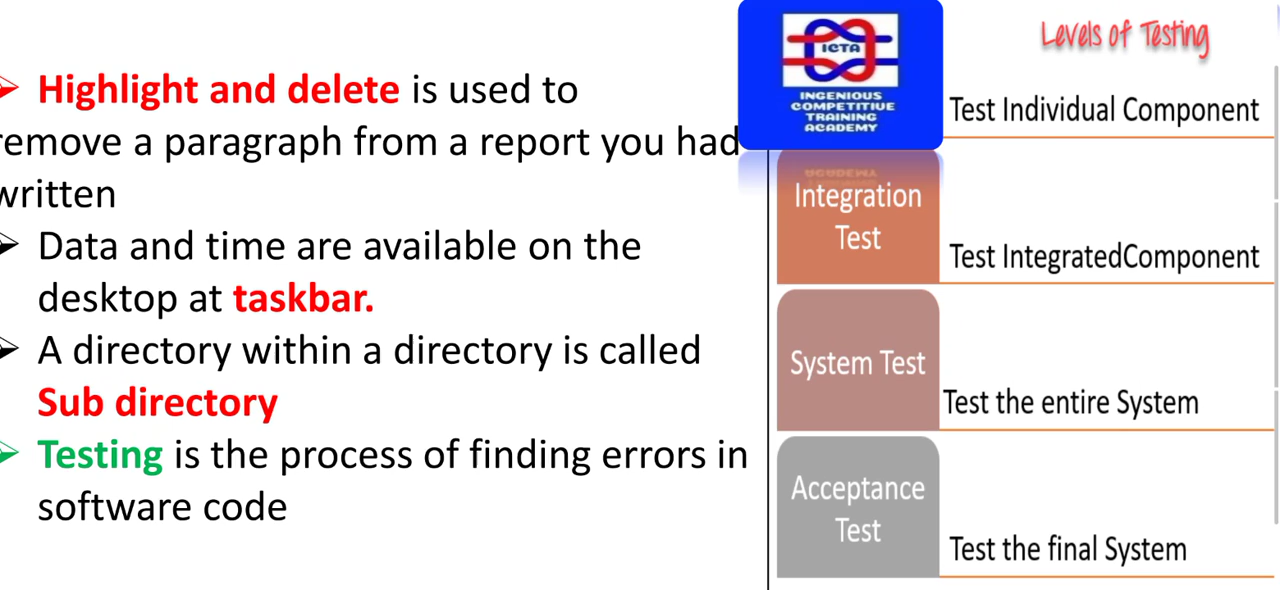 ➢ Highlight and delete is used to
remove a paragraph from a report you had
written
➢ Data and time are available on the
desktop at taskbar.
➢ A directory within a directory is called
Sub directory
➢ Testing is the process of finding errors in
software code
ICTA
INGENIOUS
COMPETITIVE
TRAINING
ACADEMY
Levels of Testing
Test Individual Component
Integration
Test
Test IntegratedComponent
System Test
Test the entire System
Acceptance
Test
Test the final System